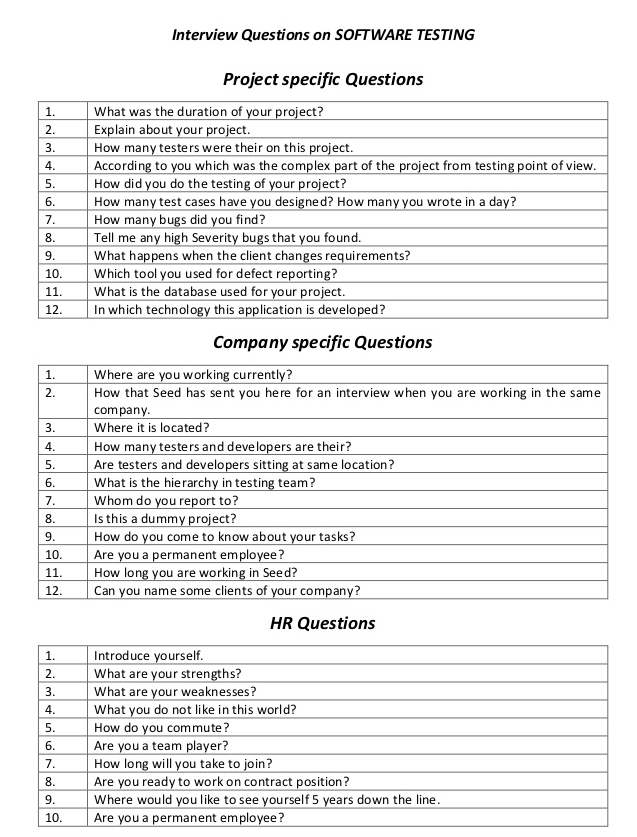 Interview Questions on SOFTWARE TESTING
Project specific Questions
1. What was the duration of your project?
2. Explain about your project.
3. How many testers were their on this project.
4. According to you which was the complex part of the project from testing point of view.
5. How did you do the testing of your project?
6. How many test cases have you designed? How many you wrote in a day?
7. How many bugs did you find?
8. Tell me any high Severity bugs that you found.
9. What happens when the client changes requirements?
10. Which tool you used for defect reporting?
11. What is the database used for your project.
12. In which technology this application is developed?
Company specific Questions
1. Where are you working currently?
2. How that Seed has sent you here for an interview when you are working in the same
company.
3. Where it is located?
4. How many testers and developers are their?
5. Are testers and developers sitting at same location?
6. What is the hierarchy in testing team?
7. Whom do you report to?
8. Is this a dummy project?
9. How do you come to know about your tasks?
10. Are you a permanent employee?
11. How long you are working in Seed?
12. Can you name some clients of your company?
HR Questions
1. Introduce yourself.
2. What are your strengths?
3. What are your weaknesses?
4. What you do not like in this world?
5. How do you commute?
6. Are you a team player?
7. How long will you take to join?
8. Are you ready to work on contract position?
9. Where would you like to see yourself 5 years down the line.
10. Are you a permanent employee?